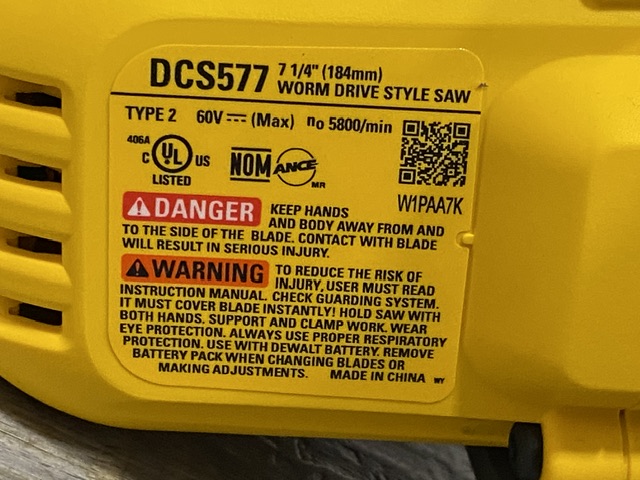 DCS577 7 1/4" (184mm)
WORM DRIVE STYLE SAW
TYPE 2 60V⎓ (Max) no 5800/min
406A
C UL US
LISTED
NOM
ANCE
MR
W1PAA7K
DANGER KEEP HANDS
AND BODY AWAY FROM AND
TO THE SIDE OF THE BLADE. CONTACT WITH BLADE
WILL RESULT IN SERIOUS INJURY.
WARNING TO REDUCE THE RISK OF
INJURY, USER MUST READ
INSTRUCTION MANUAL. CHECK GUARDING SYSTEM.
IT MUST COVER BLADE INSTANTLY! HOLD SAW WITH
BOTH HANDS. SUPPORT AND CLAMP WORK. WEAR
EYE PROTECTION. ALWAYS USE PROPER RESPIRATORY
PROTECTION. USE WITH DEWALT BATTERY. REMOVE
BATTERY PACK WHEN CHANGING BLADES OR
MAKING ADJUSTMENTS. MADE IN CHINA WY